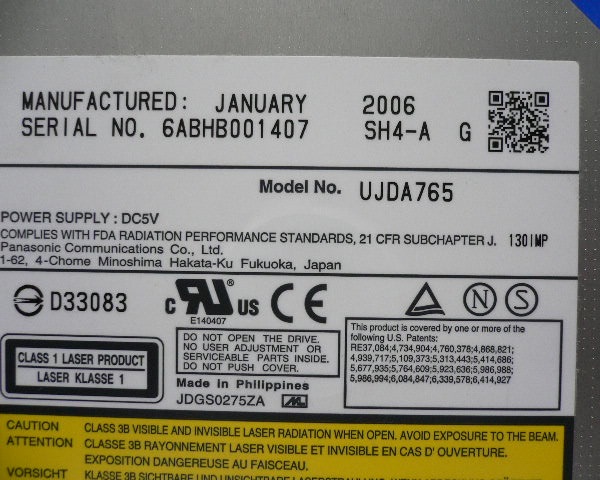 MANUFACTURED: JANUARY 2006
SERIAL NO. 6ABHB001407 SH4-A G
Model No. UJDA765
POWER SUPPLY : DC5V
COMPLIES WITH FDA RADIATION PERFORMANCE STANDARDS, 21 CFR SUBCHAPTER J. 130IMP
Panasonic Communications Co., Ltd.
1-62, 4-Chome Minoshima Hakata-Ku Fukuoka, Japan
D33083
c RU US CE N S
E140407
CLASS 1 LASER PRODUCT
LASER KLASSE 1
DO NOT OPEN THE DRIVE.
NO USER ADJUSTMENT OR
SERVICEABLE PARTS INSIDE.
DO NOT PUSH COVER.
Made in Philippines
JDGS0275ZA
This product is covered by one or more of the
following U.S. Patents:
RE37,084;4,734,904;4,760,378;4,868,821;
4,939,717;5,109,373;5,313,443;5,414,686;
5,677,935;5,764,609;5,923,636;5,986,988;
5,986,994;6,084,847;6,339,578;6,414,927
CAUTION CLASS 3B VISIBLE AND INVISIBLE LASER RADIATION WHEN OPEN. AVOID EXPOSURE TO THE BEAM.
ATTENTION CLASSE 3B RAYONNEMENT LASER VISIBLE ET INVISIBLE EN CAS D' OUVERTURE
EXPOSITION DANGEREUSE AU FAISCEAU.
VORSICHT KLASSE 3B SICHTBARE UND UNSICHTBARE